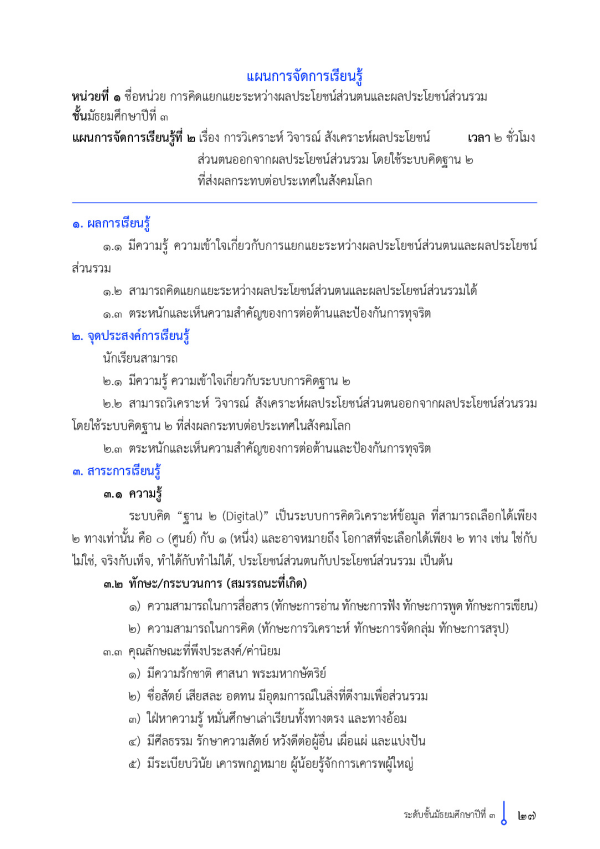 แผนการจัดการเรียนรู้
หน่วยที่ ๑ ชื่อหน่วย การคิดแยกแยะระหว่างผลประโยชน์ส่วนตนและผลประโยชน์ส่วนรวม
ชั้นมัธยมศึกษาปีที่ ๓
แผนการจัดการเรียนรู้ที่ ๒ เรื่อง การวิเคราะห์ วิจารณ์ สังเคราะห์ผลประโยชน์ เวลา ๒ ชั่วโมง
ส่วนตนออกจากผลประโยชน์ส่วนรวม โดยใช้ระบบคิดฐาน ๒
ที่ส่งผลกระทบต่อประเทศในสังคมโลก
๑. ผลการเรียนรู้
๑.๑ มีความรู้ ความเข้าใจเกี่ยวกับการแยกแยะระหว่างผลประโยชน์ส่วนตนและผลประโยชน์
ส่วนรวม
๑.๒ สามารถคิดแยกแยะระหว่างผลประโยชน์ส่วนตนและผลประโยชน์ส่วนรวมได้
๑.๓ ตระหนักและเห็นความสำคัญของการต่อต้านและป้องกันการทุจริต
๒. จุดประสงค์การเรียนรู้
นักเรียนสามารถ
๒.๑ มีความรู้ ความเข้าใจเกี่ยวกับระบบการคิดฐาน ๒
๒.๒ สามารถวิเคราะห์ วิจารณ์ สังเคราะห์ผลประโยชน์ส่วนตนออกจากผลประโยชน์ส่วนรวม
โดยใช้ระบบคิดฐาน ๒ ที่ส่งผลกระทบต่อประเทศในสังคมโลก
๒.๓ ตระหนักและเห็นความสำคัญของการต่อต้านและป้องกันการทุจริต
๓. สาระการเรียนรู้
๓.๑ ความรู้
ระบบคิด “ฐาน ๒ (Digital)” เป็นระบบการคิดวิเคราะห์ข้อมูล ที่สามารถเลือกได้เพียง
๒ ทางเท่านั้น คือ ๐ (ศูนย์) กับ ๑ (หนึ่ง) และอาจหมายถึง โอกาสที่จะเลือกได้เพียง ๒ ทาง เช่น ใช่กับ
ไม่ใช่, จริงกับเท็จ, ทำได้กับทำไม่ได้, ประโยชน์ส่วนตนกับประโยชน์ส่วนรวม เป็นต้น
๓.๒ ทักษะ/กระบวนการ (สมรรถนะที่เกิด)
๑) ความสามารถในการสื่อสาร (ทักษะการอ่าน ทักษะการฟัง ทักษะการพูด ทักษะการเขียน)
๒) ความสามารถในการคิด (ทักษะการวิเคราะห์ ทักษะการจัดกลุ่ม ทักษะการสรุป)
๓.๓ คุณลักษณะที่พึงประสงค์/ค่านิยม
๑) มีความรักชาติ ศาสนา พระมหากษัตริย์
๒) ซื่อสัตย์ เสียสละ อดทน มีอุดมการณ์ในสิ่งที่ดีงามเพื่อส่วนรวม
๓) ใฝ่หาความรู้ หมั่นศึกษาเล่าเรียนทั้งทางตรง และทางอ้อม
๔) มีศีลธรรม รักษาความสัตย์ หวังดีต่อผู้อื่น เผื่อแผ่ และแบ่งปัน
๕) มีระเบียบวินัย เคารพกฎหมาย ผู้น้อยรู้จักการเคารพผู้ใหญ่
ระดับชั้นมัธยมศึกษาปีที่ ๓ ๒๗